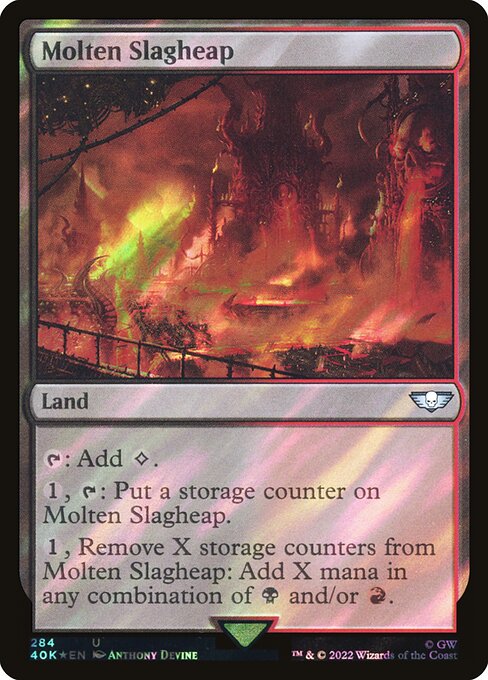 Molten Slagheap
Land
: Add .
1, : Put a storage counter on
Molten Slagheap.
1, Remove X storage counters from
Molten Slagheap: Add X mana in
any combination of and/or .
284 U
40K★EN Anthony Devine
© GW
™ & © 2022 Wizards of the Coast